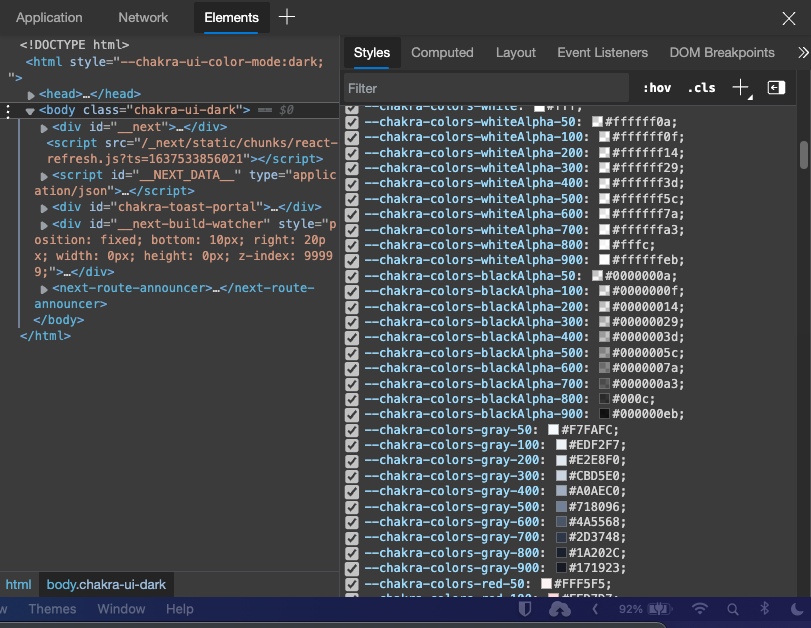 Application Network Elements
<!DOCTYPE html>
<html style="--chakra-ui-color-mode:dark;
">
<head>…</head>
<body class="chakra-ui-dark"> == $0
<div id="__next">…</div>
<script src="/_next/static/chunks/react-
refresh.js?ts=1637533856021"></script>
<script id="__NEXT_DATA__" type="applic
ation/json">…</script>
<div id="chakra-toast-portal">…</div>
<div id="__next-build-watcher" style="p
osition: fixed; bottom: 10px; right: 20p
x; width: 0px; height: 0px; z-index: 9999
9;">…</div>
<next-route-announcer>…</next-route-
announcer>
</body>
</html>
html body.chakra-ui-dark
Styles Computed Layout Event Listeners DOM Breakpoints
Filter :hov .cls
--chakra-colors-white: #fff;
--chakra-colors-whiteAlpha-50: #ffffff0a;
--chakra-colors-whiteAlpha-100: #ffffff0f;
--chakra-colors-whiteAlpha-200: #ffffff14;
--chakra-colors-whiteAlpha-300: #ffffff29;
--chakra-colors-whiteAlpha-400: #ffffff3d;
--chakra-colors-whiteAlpha-500: #ffffff5c;
--chakra-colors-whiteAlpha-600: #ffffff7a;
--chakra-colors-whiteAlpha-700: #ffffffa3;
--chakra-colors-whiteAlpha-800: #fffc;
--chakra-colors-whiteAlpha-900: #ffffffeb;
--chakra-colors-blackAlpha-50: #0000000a;
--chakra-colors-blackAlpha-100: #0000000f;
--chakra-colors-blackAlpha-200: #00000014;
--chakra-colors-blackAlpha-300: #00000029;
--chakra-colors-blackAlpha-400: #0000003d;
--chakra-colors-blackAlpha-500: #0000005c;
--chakra-colors-blackAlpha-600: #0000007a;
--chakra-colors-blackAlpha-700: #000000a3;
--chakra-colors-blackAlpha-800: #000c;
--chakra-colors-blackAlpha-900: #000000eb;
--chakra-colors-gray-50: #F7FAFC;
--chakra-colors-gray-100: #EDF2F7;
--chakra-colors-gray-200: #E2E8F0;
--chakra-colors-gray-300: #CBD5E0;
--chakra-colors-gray-400: #A0AEC0;
--chakra-colors-gray-500: #718096;
--chakra-colors-gray-600: #4A5568;
--chakra-colors-gray-700: #2D3748;
--chakra-colors-gray-800: #1A202C;
--chakra-colors-gray-900: #171923;
--chakra-colors-red-50: #FFF5F5;
--chakra-colors-red-100: #FED7D7;
w Themes Window Help 92%